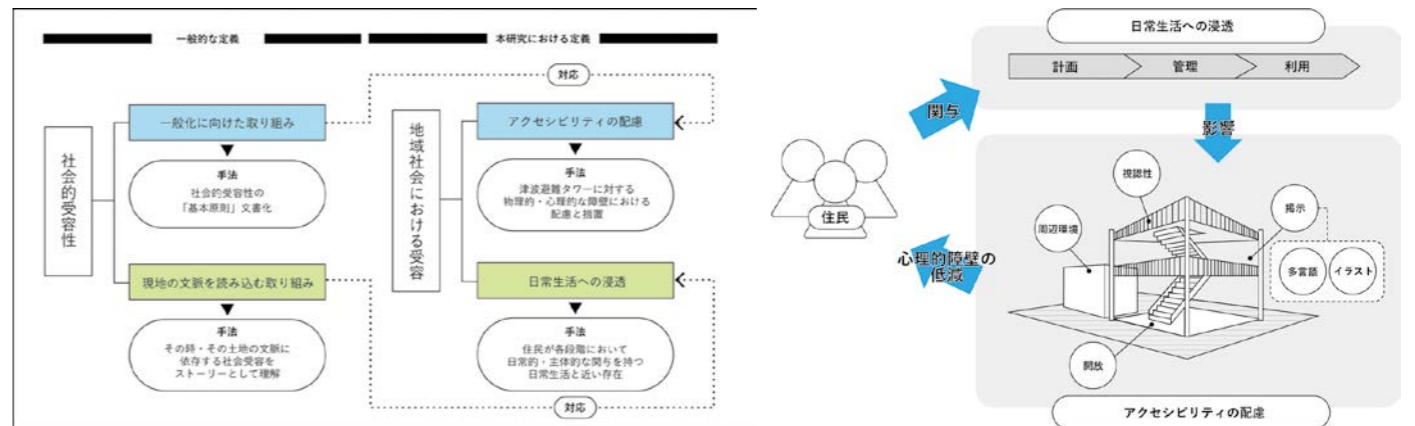 一般的な定義
本研究における定義
対応
社会的受容性
一般化に向けた取り組み
手法
社会的受容性の
「基本原則」文書化
現地の文脈を読み込む取り組み
手法
その時・その土地の文脈に
依存する社会受容を
ストーリーとして理解
地域社会における受容
アクセシビリティの配慮
手法
津波避難タワーに対する
物理的・心理的な障壁における
配慮と措置
日常生活への浸透
手法
住民が各段階において
日常的・主体的な関与を持つ
日常生活と近い存在
対応
日常生活への浸透
計画
管理
利用
関与
影響
住民
心理的障壁の
低減
視認性
周辺環境
掲示
多言語
イラスト
開放
アクセシビリティの配慮